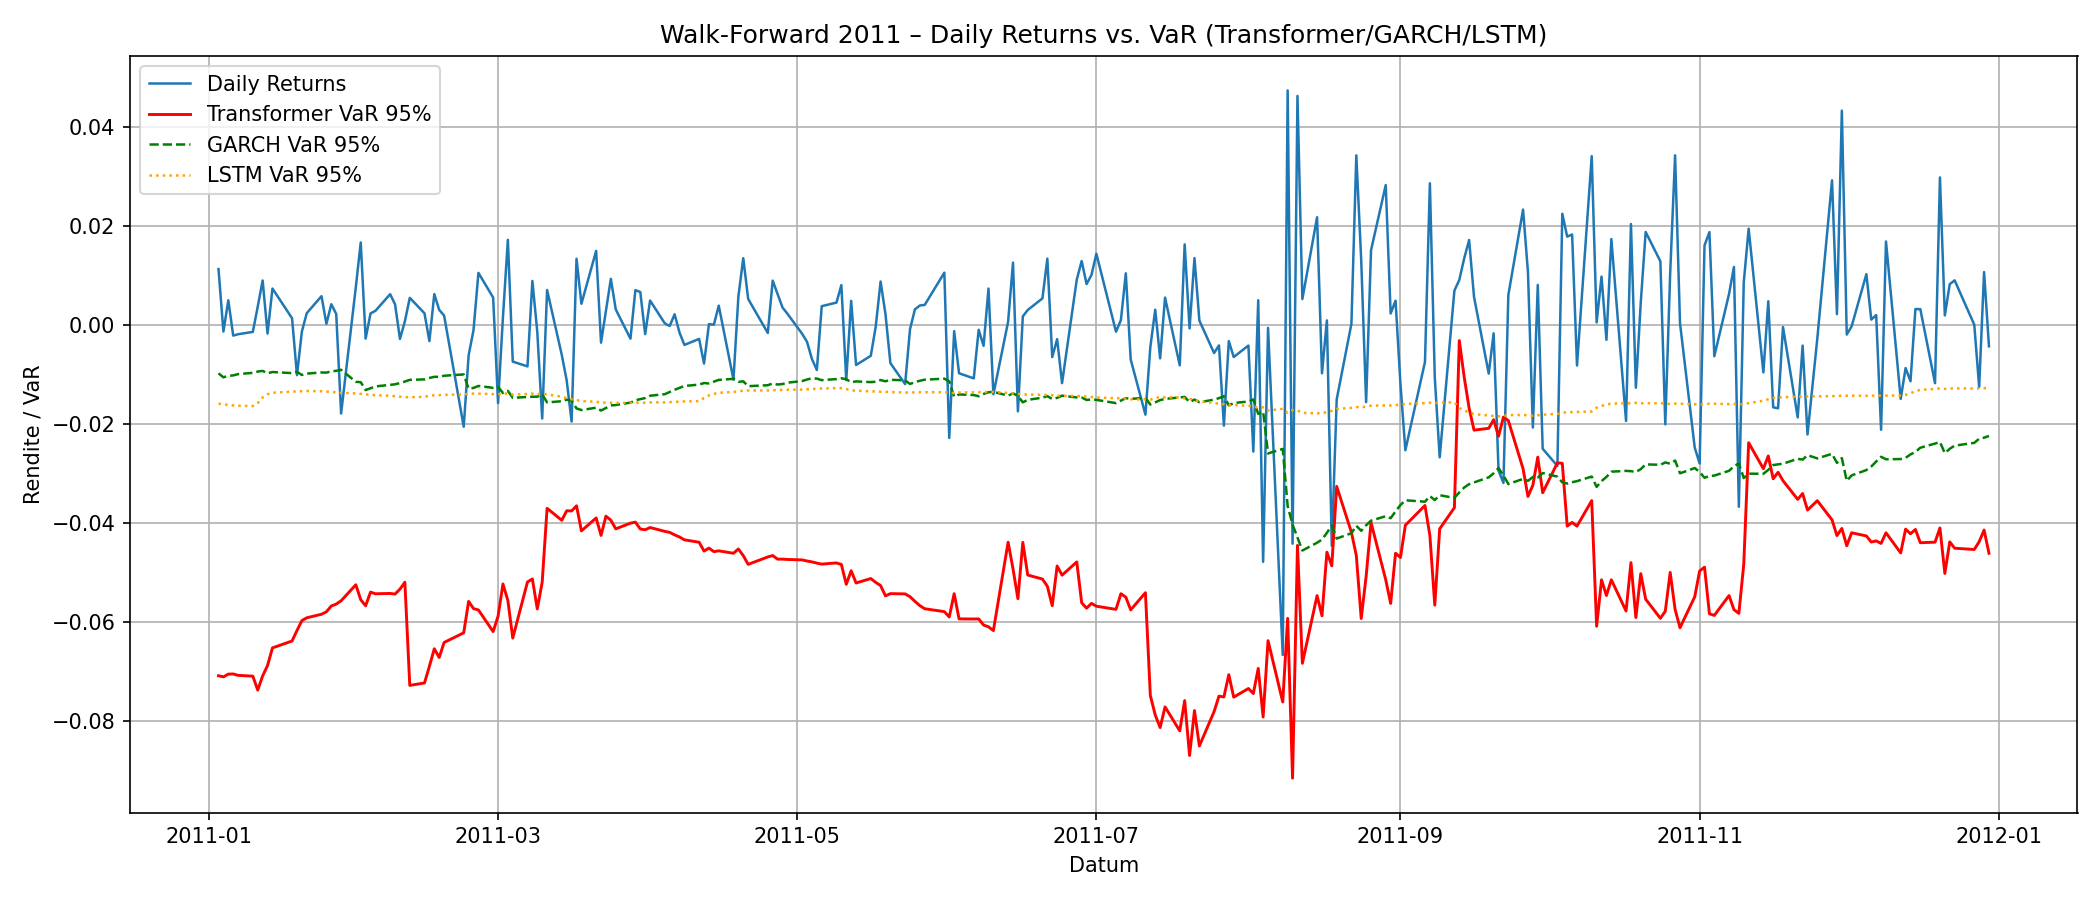 Walk-Forward 2011 – Daily Returns vs. VaR (Transformer/GARCH/LSTM)
Daily Returns
Transformer VaR 95%
GARCH VaR 95%
LSTM VaR 95%
Rendite / VaR
0.04
0.02
0.00
−0.02
−0.04
−0.06
−0.08
2011-01 2011-03 2011-05 2011-07 2011-09 2011-11 2012-01
Datum